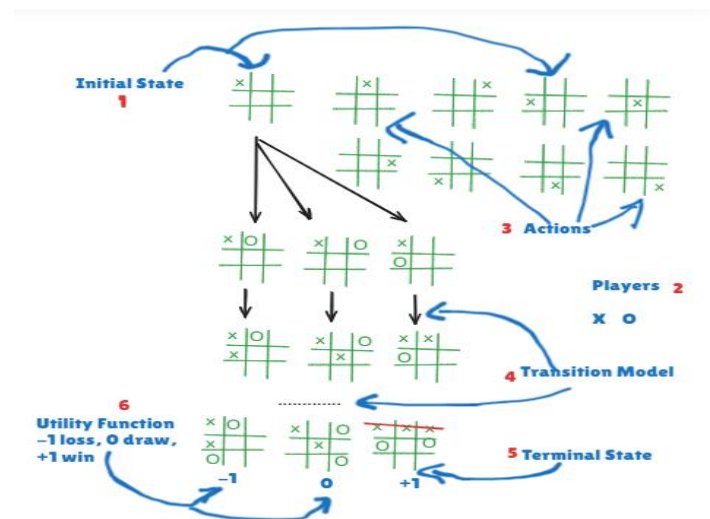 Initial State
1
X
X
X
X
X
X
X
X
X
3 Actions
X O
X O
X
O
Players 2
X O
X O
X
X O
X
X X
O
4 Transition Model
6
Utility Function
-1 loss, 0 draw,
+1 win
X O
X
O
X O
X
O
X X X
O O
5 Terminal State
-1
0
+1